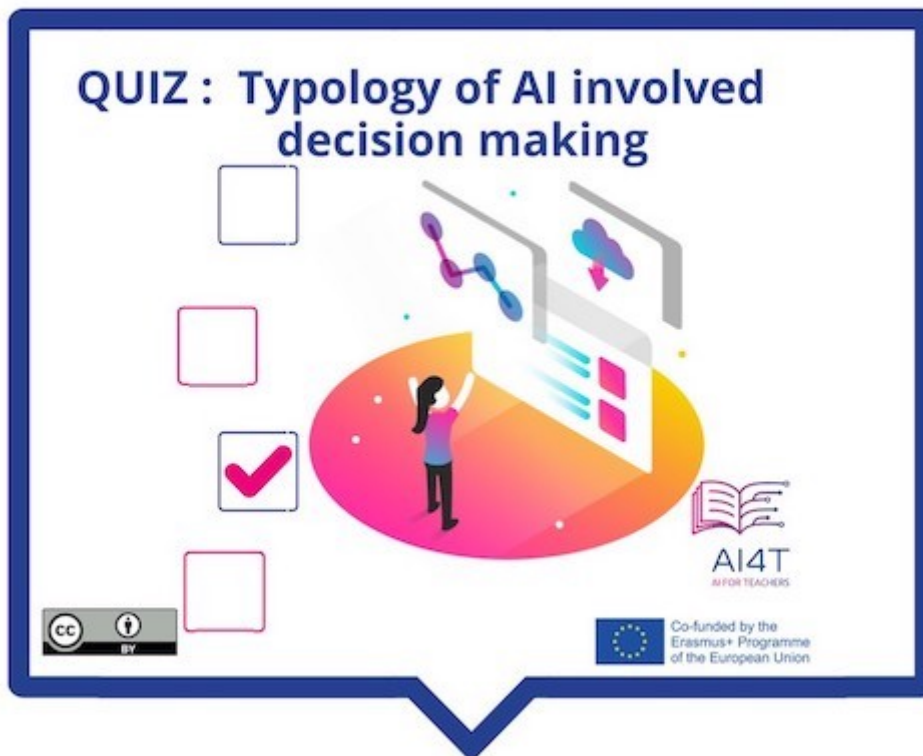 QUIZ : Typology of AI involved
decision making
AI4T
AI FOR TEACHERS
cc
BY
Co-funded by the
Erasmus+ Programme
of the European Union